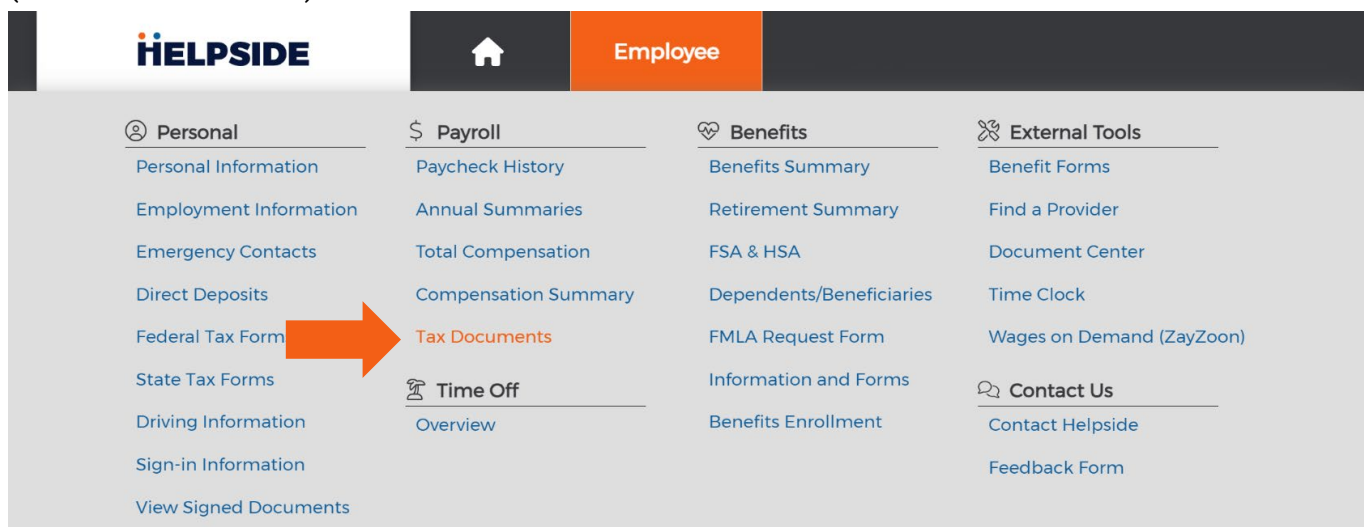 HELPSIDE
Employee
Personal
Personal Information
Employment Information
Emergency Contacts
Direct Deposits
Federal Tax Form
State Tax Forms
Driving Information
Sign-in Information
View Signed Documents
$ Payroll
Paycheck History
Annual Summaries
Total Compensation
Compensation Summary
Tax Documents
Time Off
Overview
Benefits
Benefits Summary
Retirement Summary
FSA & HSA
Dependents/Beneficiaries
FMLA Request Form
Information and Forms
Benefits Enrollment
External Tools
Benefit Forms
Find a Provider
Document Center
Time Clock
Wages on Demand (ZayZoon)
Contact Us
Contact Helpside
Feedback Form